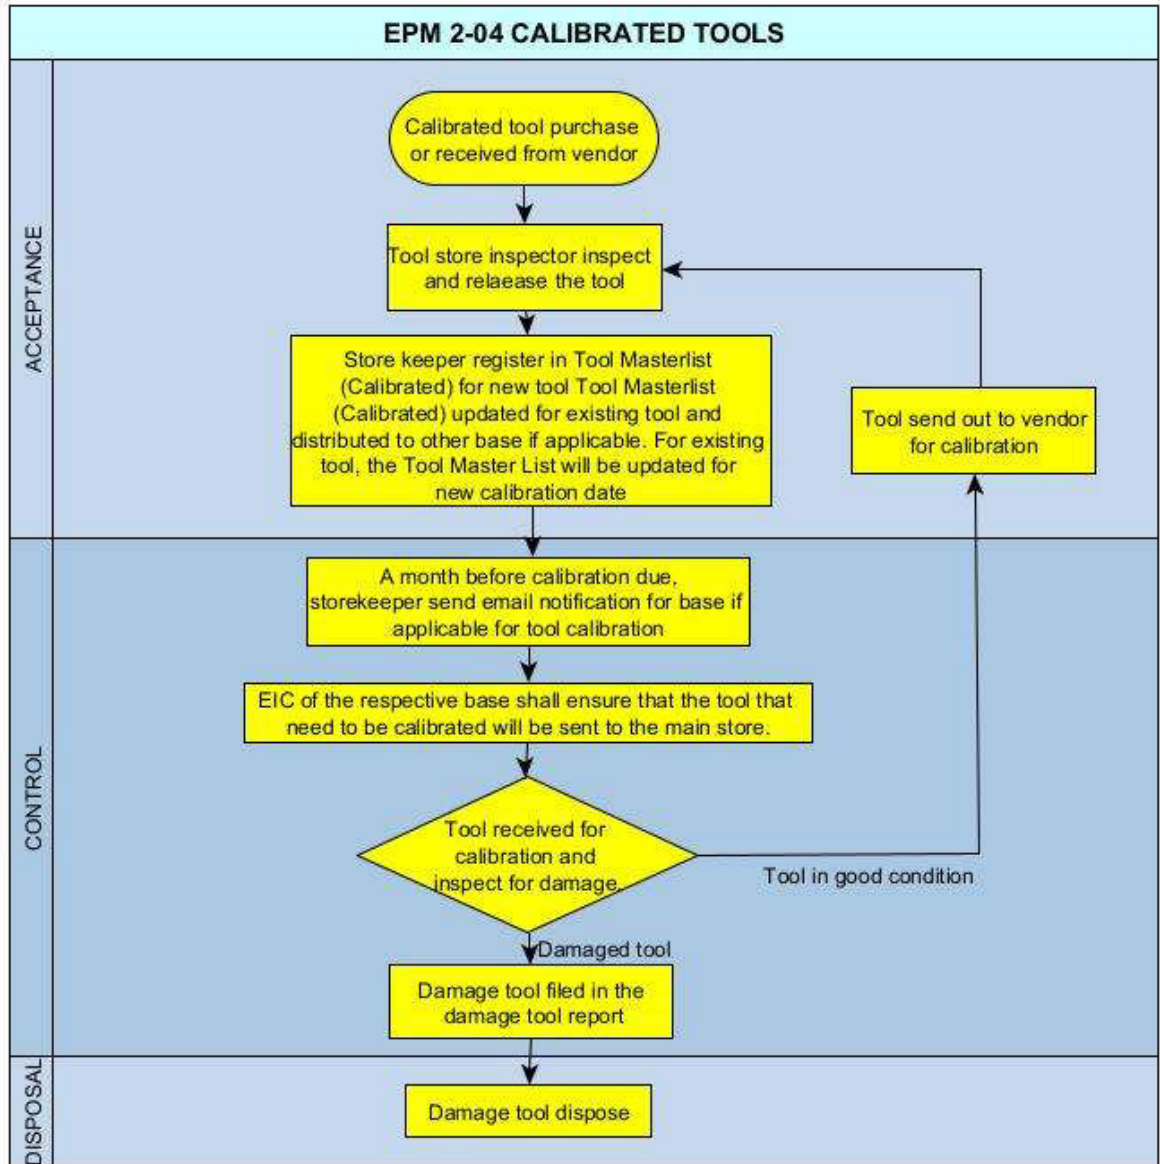 EPM 2-04 CALIBRATED TOOLS
ACCEPTANCE
Calibrated tool purchase
or received from vendor
Tool store inspector inspect
and relaease the tool
Store keeper register in Tool Masterlist
(Calibrated) for new tool Tool Masterlist
(Calibrated) updated for existing tool and
distributed to other base if applicable. For existing
tool, the Tool Master List will be updated for
new calibration date
Tool send out to vendor
for calibration
CONTROL
A month before calibration due,
storekeeper send email notification for base if
applicable for tool calibration
EIC of the respective base shall ensure that the tool that
need to be calibrated will be sent to the main store.
Tool received for
calibration and
inspect for damage.
Tool in good condition
Damaged tool
Damage tool filed in the
damage tool report
DISPOSAL
Damage tool dispose